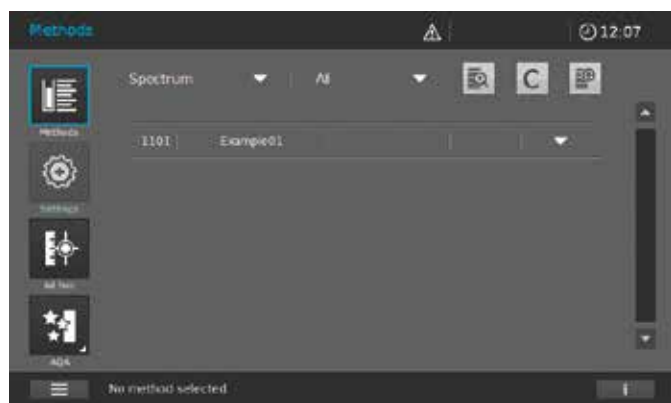 Methods
12:07
Spectrum All
C
Methods
1101 Example01
Settings
Ad hoc
AQA
No method selected
i